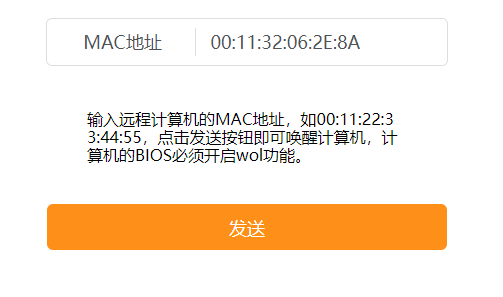 MAC地址 00:11:32:06:2E:8A
输入远程计算机的MAC地址，如00:11:22:3
3:44:55，点击发送按钮即可唤醒计算机，计
算机的BIOS必须开启wol功能。
发送